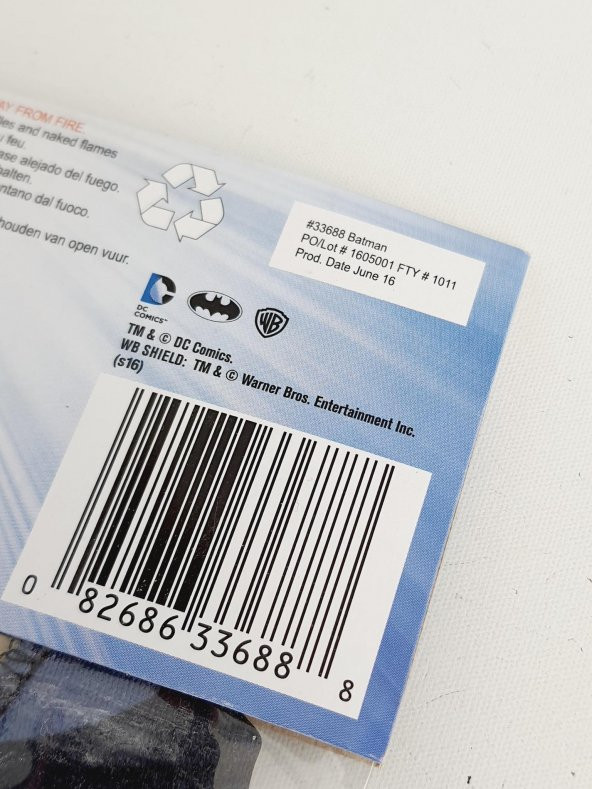 AY FROM FIRE.
les and naked flames
u feu.
ase alejado del fuego.
halten.
ntano dal fuoco.
houden van open vuur.
#33688 Batman
PO/Lot # 1605001 FTY # 1011
Prod. Date June 16
DC
COMICS™
WB
TM & © DC Comics.
WB SHIELD: TM & © Warner Bros. Entertainment Inc.
(s16)
0 82686 33688 8